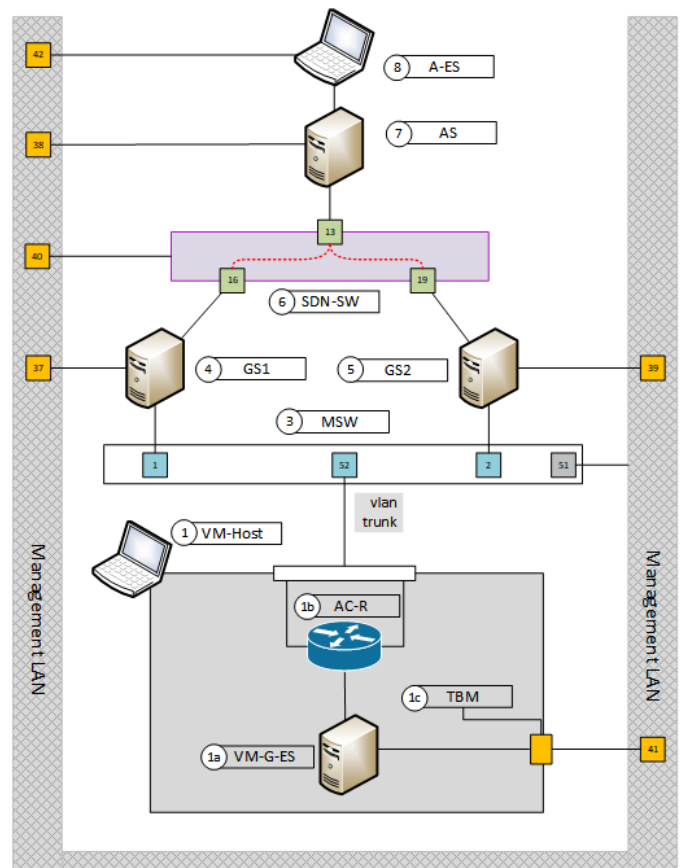 42
8 A-ES
38
7 AS
13
40
16
19
6 SDN-SW
37
4 GS1
5 GS2
39
3 MSW
1
52
2
51
vlan
trunk
1 VM-Host
Management LAN
Management LAN
1b AC-R
1c TBM
1a VM-G-ES
41